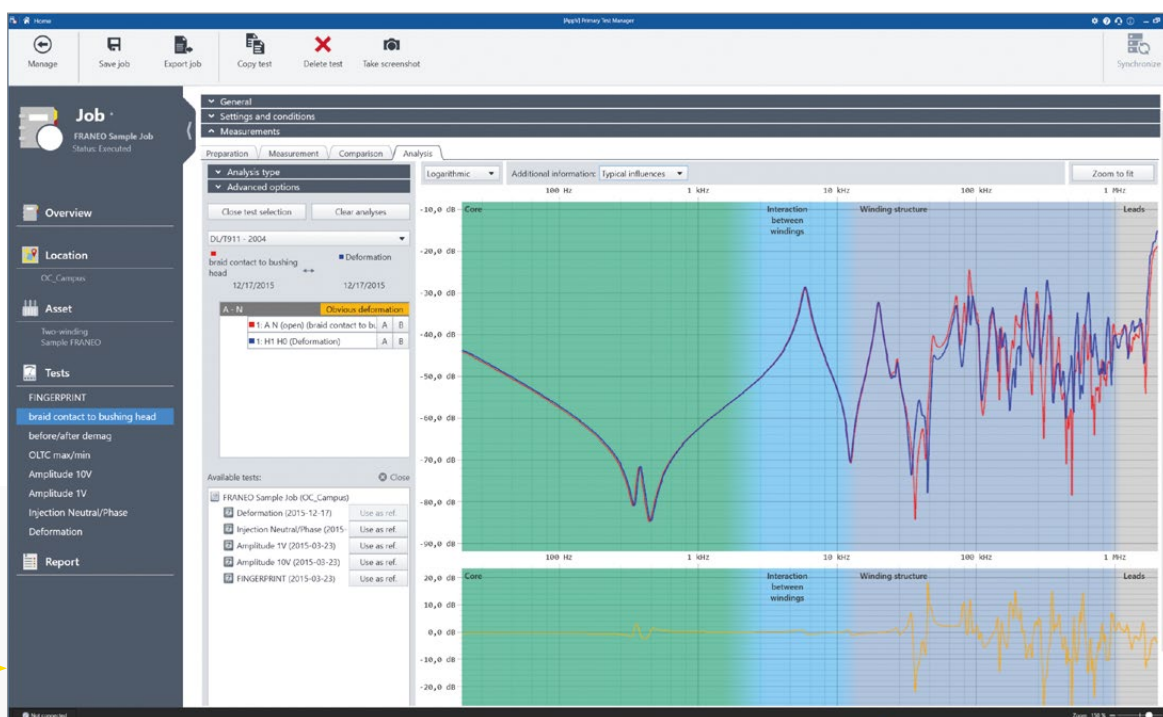 Home
[AppV] Primary Test Manager
Manage
Save job
Export job
Copy test
Delete test
Take screenshot
Synchronize
Job
FRANEO Sample Job
Status: Executed
Overview
Location
OC_Campus
Asset
Two-winding
Sample FRANEO
Tests
FINGERPRINT
braid contact to bushing head
before/after demag
OLTC max/min
Amplitude 10V
Amplitude 1V
Injection Neutral/Phase
Deformation
Report
General
Settings and conditions
Measurements
Preparation
Measurement
Comparison
Analysis
Analysis type
Advanced options
Close test selection
Clear analyses
DL/T911 - 2004
braid contact to bushing
head
Deformation
12/17/2015
12/17/2015
A - N
Obvious deformation
1: A N (open) (braid contact to bu A B
1: H1 H0 (Deformation) A B
Available tests:
Close
FRANEO Sample Job (OC_Campus)
Deformation (2015-12-17) Use as ref.
Injection Neutral/Phase (2015- Use as ref.
Amplitude 1V (2015-03-23) Use as ref.
Amplitude 10V (2015-03-23) Use as ref.
FINGERPRINT (2015-03-23) Use as ref.
Logarithmic
Additional information: Typical influences
Zoom to fit
100 Hz 1 kHz 10 kHz 100 kHz 1 MHz
Core
Interaction
between
windings
Winding structure
Leads
-10,0 dB
-20,0 dB
-30,0 dB
-40,0 dB
-50,0 dB
-60,0 dB
-70,0 dB
-80,0 dB
-90,0 dB
100 Hz 1 kHz 10 kHz 100 kHz 1 MHz
Core
Interaction
between
windings
Winding structure
Leads
20,0 dB
10,0 dB
0,0 dB
-10,0 dB
-20,0 dB
Not connected
Zoom: 150 %